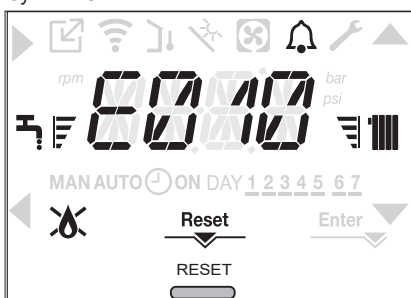 rpm
bar
psi
E010
MAN AUTO ON DAY 1 2 3 4 5 6 7
Reset
Enter
RESET